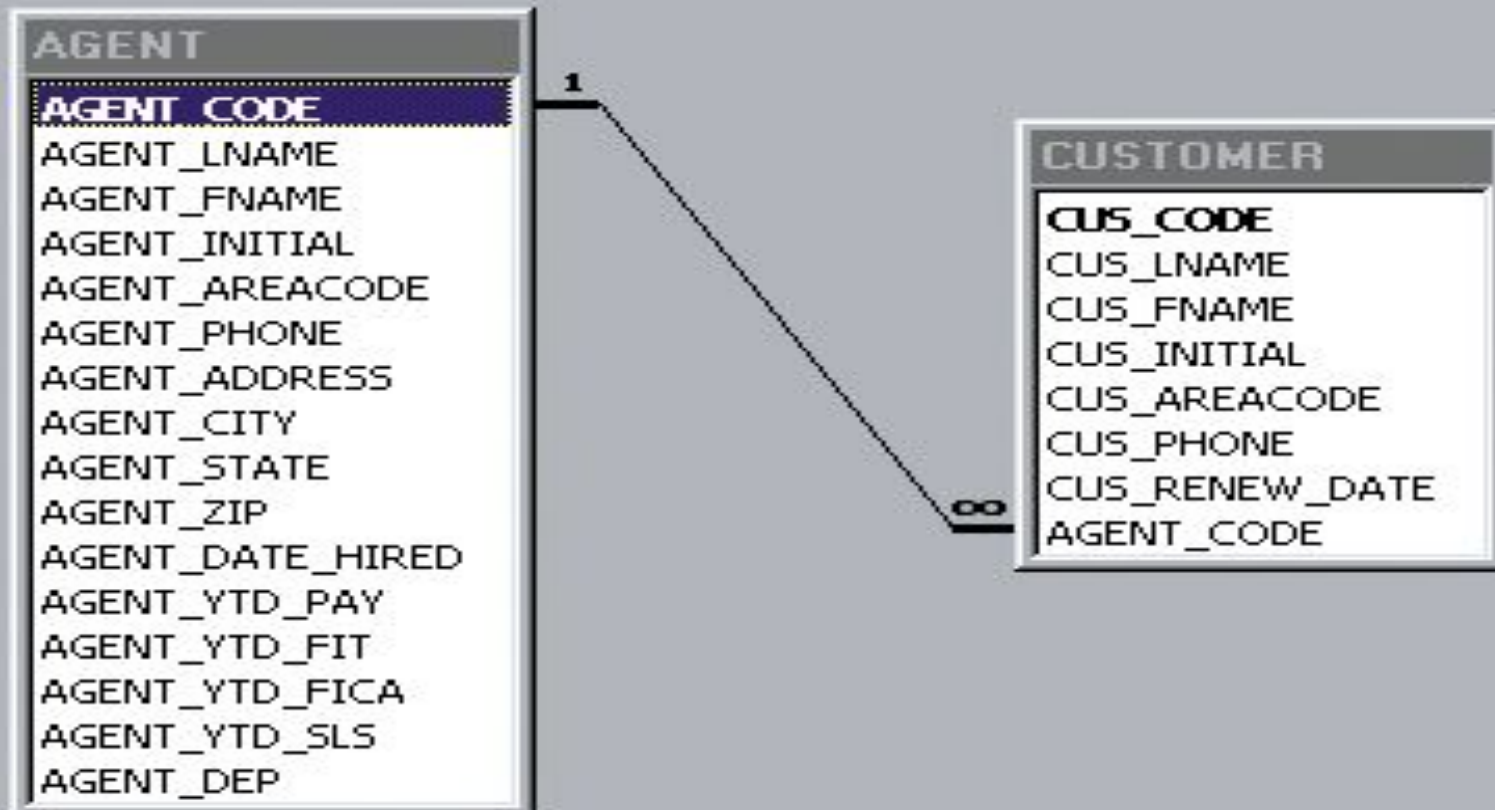 AGENT
AGENT_CODE
AGENT_LNAME
AGENT_FNAME
AGENT_INITIAL
AGENT_AREACODE
AGENT_PHONE
AGENT_ADDRESS
AGENT_CITY
AGENT_STATE
AGENT_ZIP
AGENT_DATE_HIRED
AGENT_YTD_PAY
AGENT_YTD_FIT
AGENT_YTD_FICA
AGENT_YTD_SLS
AGENT_DEP
1
∞
CUSTOMER
CUS_CODE
CUS_LNAME
CUS_FNAME
CUS_INITIAL
CUS_AREACODE
CUS_PHONE
CUS_RENEW_DATE
AGENT_CODE